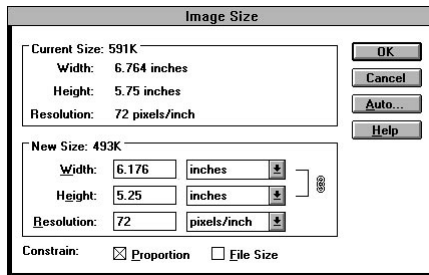 Image Size
Current Size: 591K
Width: 6.764 inches
Height: 5.75 inches
Resolution: 72 pixels/inch
New Size: 493K
Width: 6.176 inches
Height: 5.25 inches
Resolution: 72 pixels/inch
Constrain: Proportion File Size
OK
Cancel
Auto...
Help